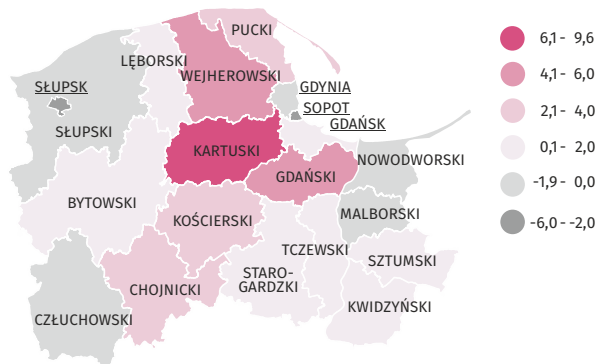 PUCKI
LĘBORSKI
WEJHEROWSKI
SŁUPSK
GDYNIA
SOPOT
GDAŃSK
SŁUPSKI
KARTUSKI
NOWODWORSKI
GDAŃSKI
BYTOWSKI
KOŚCIERSKI
MALBORSKI
TCZEWSKI
SZTUMSKI
STARO-
GARDZKI
CHOJNICKI
KWIDZYŃSKI
CZŁUCHOWSKI
6,1 - 9,6
4,1 - 6,0
2,1 - 4,0
0,1 - 2,0
-1,9 - 0,0
-6,0 - -2,0